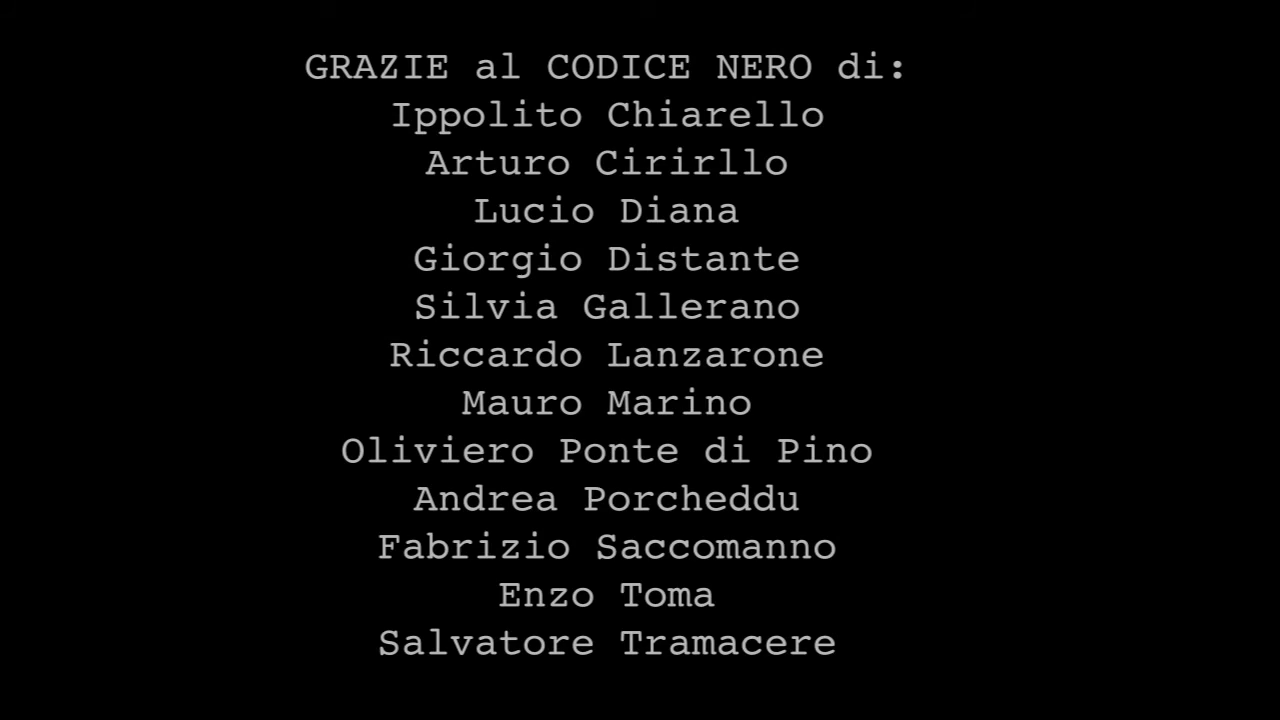 GRAZIE al CODICE NERO di:
Ippolito Chiarello
Arturo Cirirllo
Lucio Diana
Giorgio Distante
Silvia Gallerano
Riccardo Lanzarone
Mauro Marino
Oliviero Ponte di Pino
Andrea Porcheddu
Fabrizio Saccomanno
Enzo Toma
Salvatore Tramacere